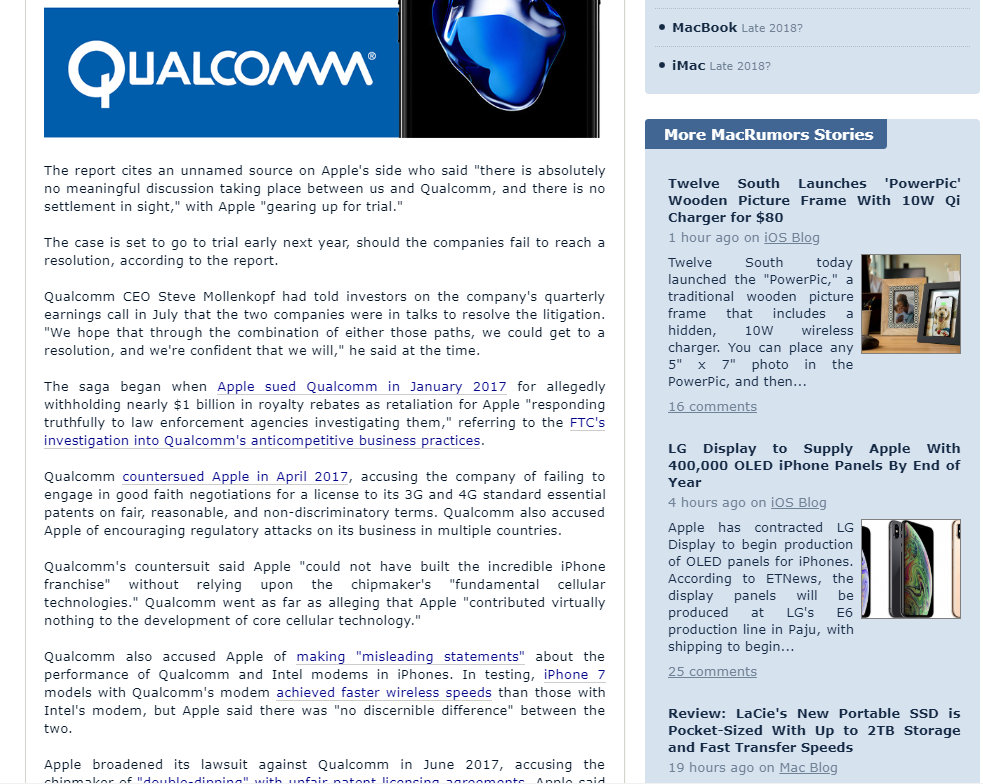 QUALCOMM®
The report cites an unnamed source on Apple's side who said "there is absolutely
no meaningful discussion taking place between us and Qualcomm, and there is no
settlement in sight," with Apple "gearing up for trial."
The case is set to go to trial early next year, should the companies fail to reach a
resolution, according to the report.
Qualcomm CEO Steve Mollenkopf had told investors on the company's quarterly
earnings call in July that the two companies were in talks to resolve the litigation.
"We hope that through the combination of either those paths, we could get to a
resolution, and we're confident that we will," he said at the time.
The saga began when Apple sued Qualcomm in January 2017 for allegedly
withholding nearly $1 billion in royalty rebates as retaliation for Apple "responding
truthfully to law enforcement agencies investigating them," referring to the FTC's
investigation into Qualcomm's anticompetitive business practices.
Qualcomm countersued Apple in April 2017, accusing the company of failing to
engage in good faith negotiations for a license to its 3G and 4G standard essential
patents on fair, reasonable, and non-discriminatory terms. Qualcomm also accused
Apple of encouraging regulatory attacks on its business in multiple countries.
Qualcomm's countersuit said Apple "could not have built the incredible iPhone
franchise" without relying upon the chipmaker's "fundamental cellular
technologies." Qualcomm went as far as alleging that Apple "contributed virtually
nothing to the development of core cellular technology."
Qualcomm also accused Apple of making "misleading statements" about the
performance of Qualcomm and Intel modems in iPhones. In testing, iPhone 7
models with Qualcomm's modem achieved faster wireless speeds than those with
Intel's modem, but Apple said there was "no discernible difference" between the
two.
Apple broadened its lawsuit against Qualcomm in June 2017, accusing the
chipmaker of "double-dipping" with unfair patent licensing agreements. Apple said
MacBook Late 2018?
iMac Late 2018?
More MacRumors Stories
Twelve South Launches 'PowerPic'
Wooden Picture Frame With 10W Qi
Charger for $80
1 hour ago on iOS Blog
Twelve South today
launched the "PowerPic," a
traditional wooden picture
frame that includes a
hidden, 10W wireless
charger. You can place any
5" x 7" photo in the
PowerPic, and then...
16 comments
LG Display to Supply Apple With
400,000 OLED iPhone Panels By End of
Year
4 hours ago on iOS Blog
Apple has contracted LG
Display to begin production
of OLED panels for iPhones.
According to ETNews, the
display panels will be
produced at LG's E6
production line in Paju, with
shipping to begin...
25 comments
Review: LaCie's New Portable SSD is
Pocket-Sized With Up to 2TB Storage
and Fast Transfer Speeds
19 hours ago on Mac Blog